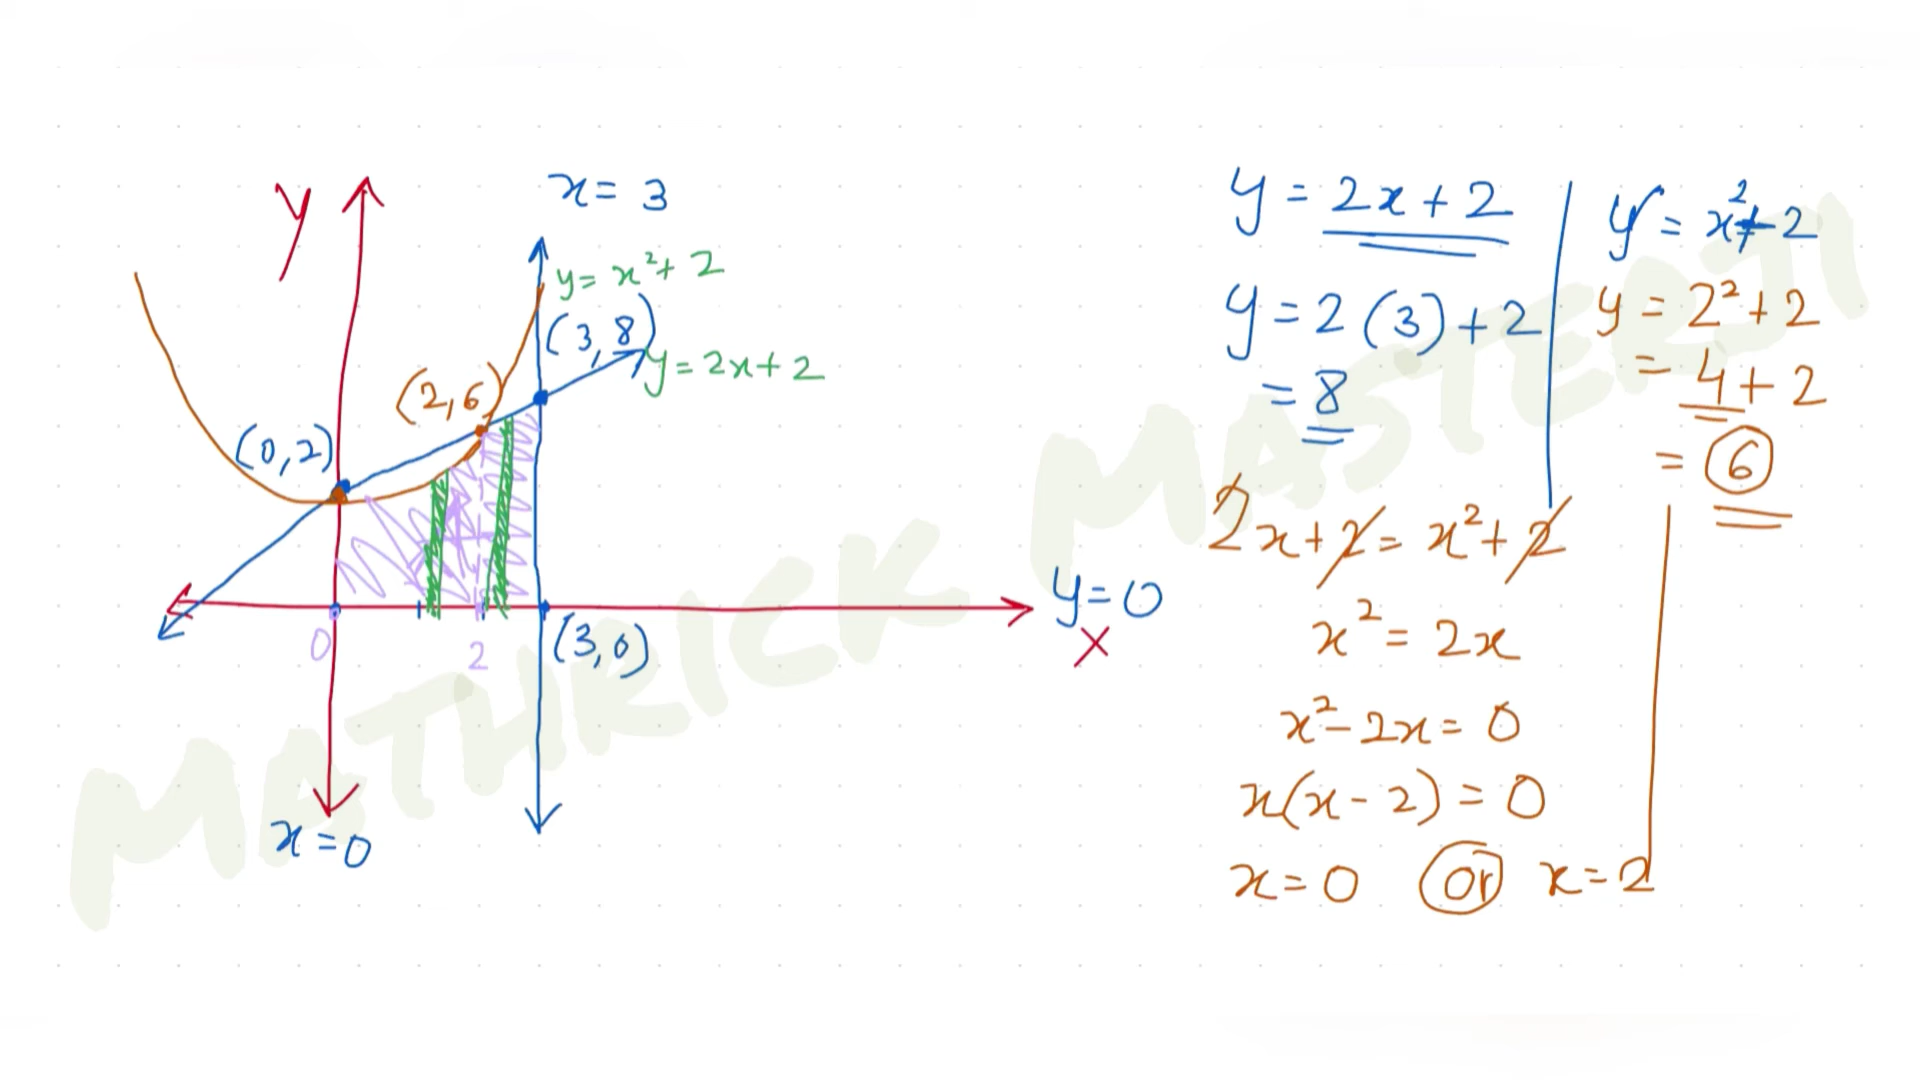 y
x = 3
y = x² + 2
(3, 8)
y = 2x + 2
(2, 6)
(0, 2)
0
2
(3, 0)
y = 0
X
x = 0
y = 2x + 2
y = 2(3) + 2
= 8
y = x² + 2
y = 2² + 2
= 4 + 2
= 6
2x + 2 = x² + 2
x² = 2x
x² - 2x = 0
x(x - 2) = 0
x = 0 or x = 2
MATHRICK MASTERJI